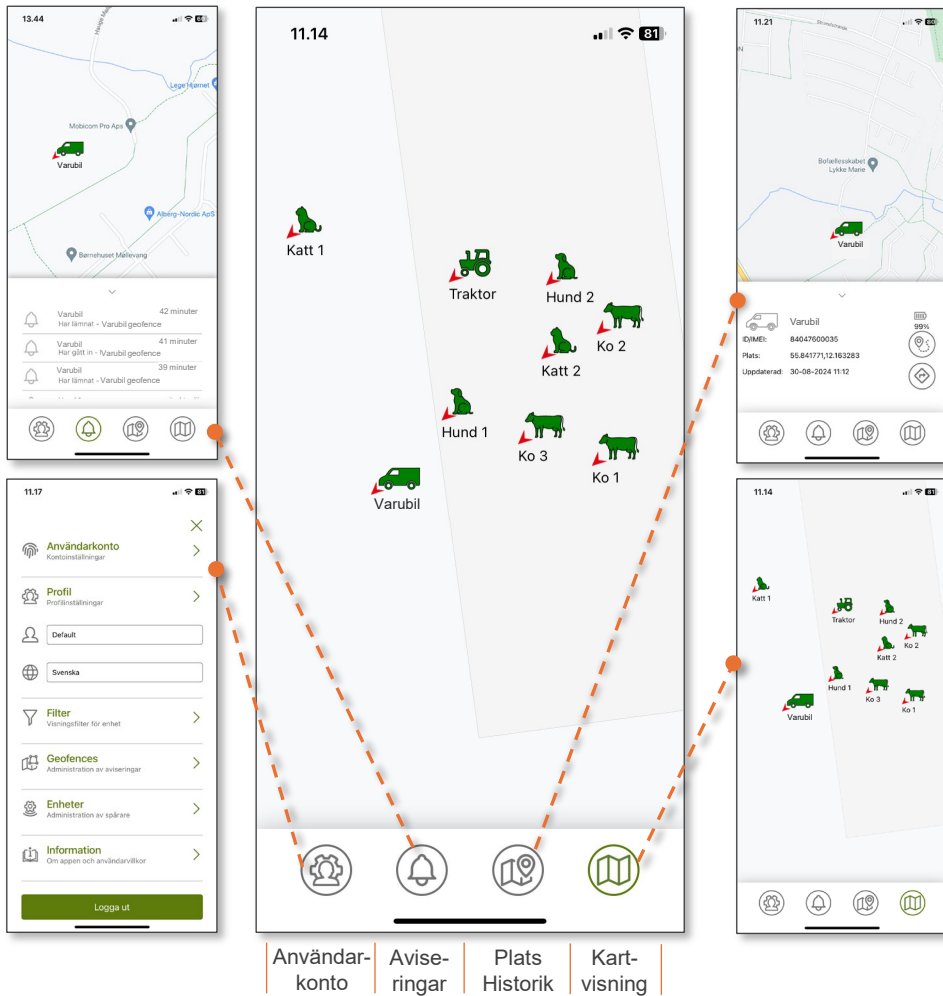 13.44
81
Mobicom Pro Aps
Varubil
Alberg-Nordic ApS
Børnehuset Møllevang
Varubil
42 minuter
Har lämnat - Varubil geofence
Varubil
41 minuter
Har gått in - Varubil geofence
Varubil
39 minuter
Har lämnat - Varubil geofence
11.17
81
Användarkonto
Kontoinställningar
Profil
Profilinställningar
Default
Svenska
Filter
Visningsfilter för enhet
Geofences
Administration av aviseringar
Enheter
Administration av spårare
Information
Om appen och användarvillkor
Logga ut
11.14
81
Katt 1
Traktor
Hund 2
Ko 2
Katt 2
Hund 1
Ko 3
Ko 1
Varubil
Användar-
konto
Avise-
ringar
Plats
Historik
Kart-
visning
11.21
80
Bofællesskabet
Lykke Marie
Varubil
Varubil
99%
ID/IMEI: 84047600035
Plats: 55.841771,12.163283
Uppdaterad: 30-08-2024 11:12
11.14
81
Katt 1
Traktor
Hund 2
Ko 2
Katt 2
Hund 1
Ko 3
Ko 1
Varubil